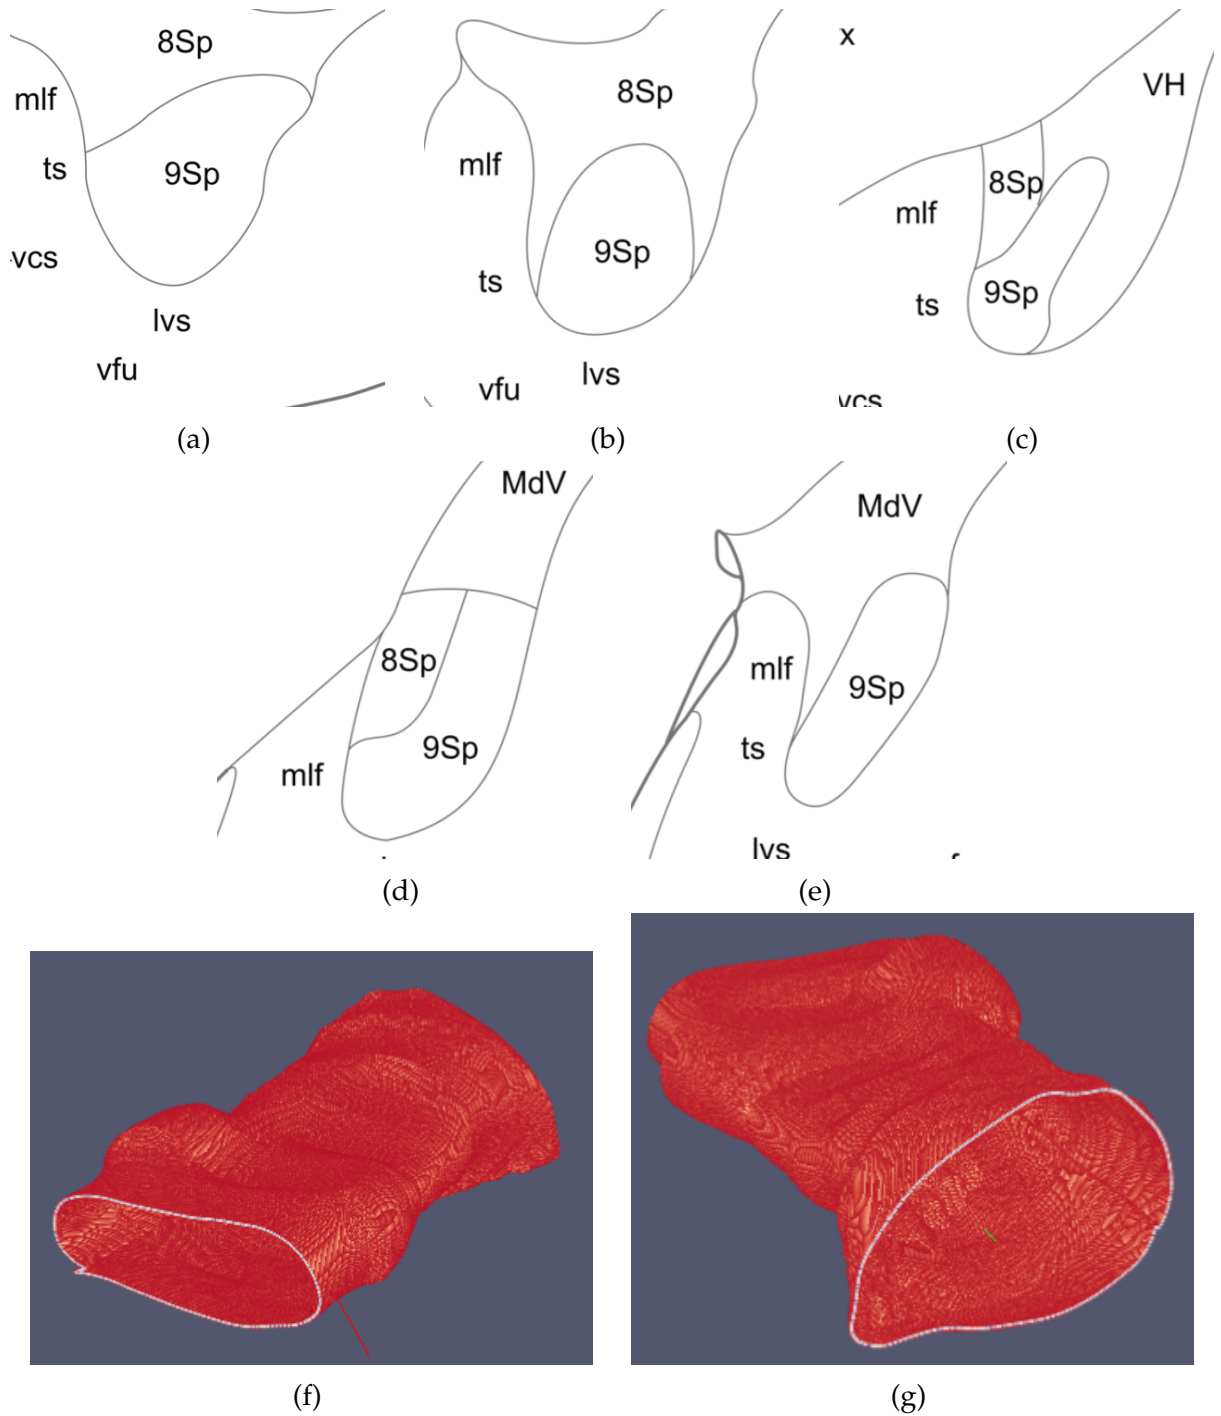 8Sp
mlf
ts
9Sp
-vcs
lvs
vfu
(a)
8Sp
mlf
9Sp
ts
lvs
vfu
(b)
x
VH
8Sp
mlf
9Sp
ts
vcs
(c)
MdV
8Sp
9Sp
mlf
(d)
MdV
mlf
9Sp
ts
lvs
(e)
(f)
(g)